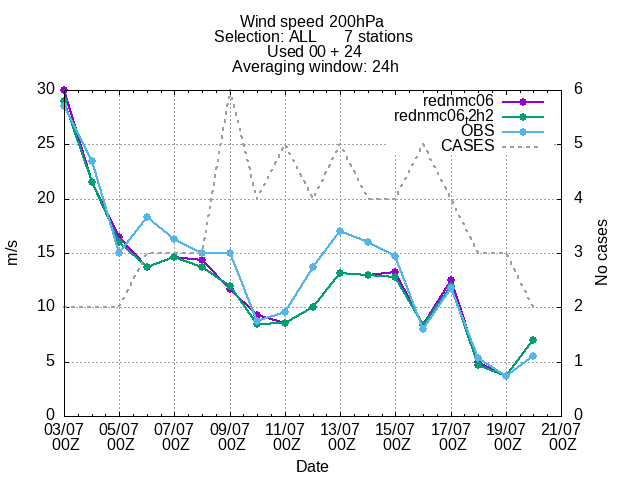 Wind speed 200hPa
Selection: ALL 7 stations
Used 00 + 24
Averaging window: 24h
rednmc06
rednmc06,2h2
OBS
CASES
30
25
20
15
10
5
0
6
5
4
3
2
1
0
m/s
No cases
03/07 05/07 07/07 09/07 11/07 13/07 15/07 17/07 19/07 21/07
00Z 00Z 00Z 00Z 00Z 00Z 00Z 00Z 00Z 00Z
Date